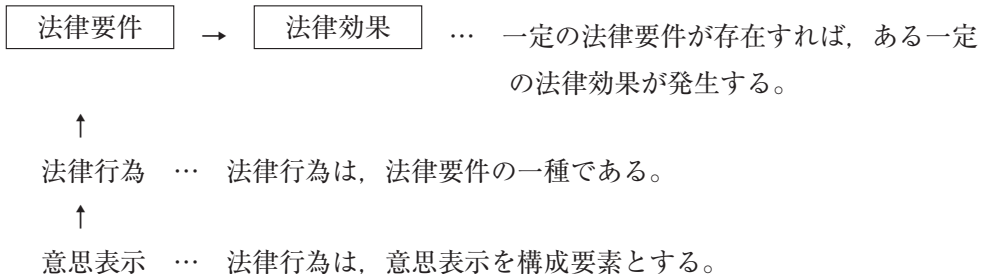 法律要件 → 法律効果 … 一定の法律要件が存在すれば，ある一定
の法律効果が発生する。
↑
法律行為 … 法律行為は，法律要件の一種である。
↑
意思表示 … 法律行為は，意思表示を構成要素とする。